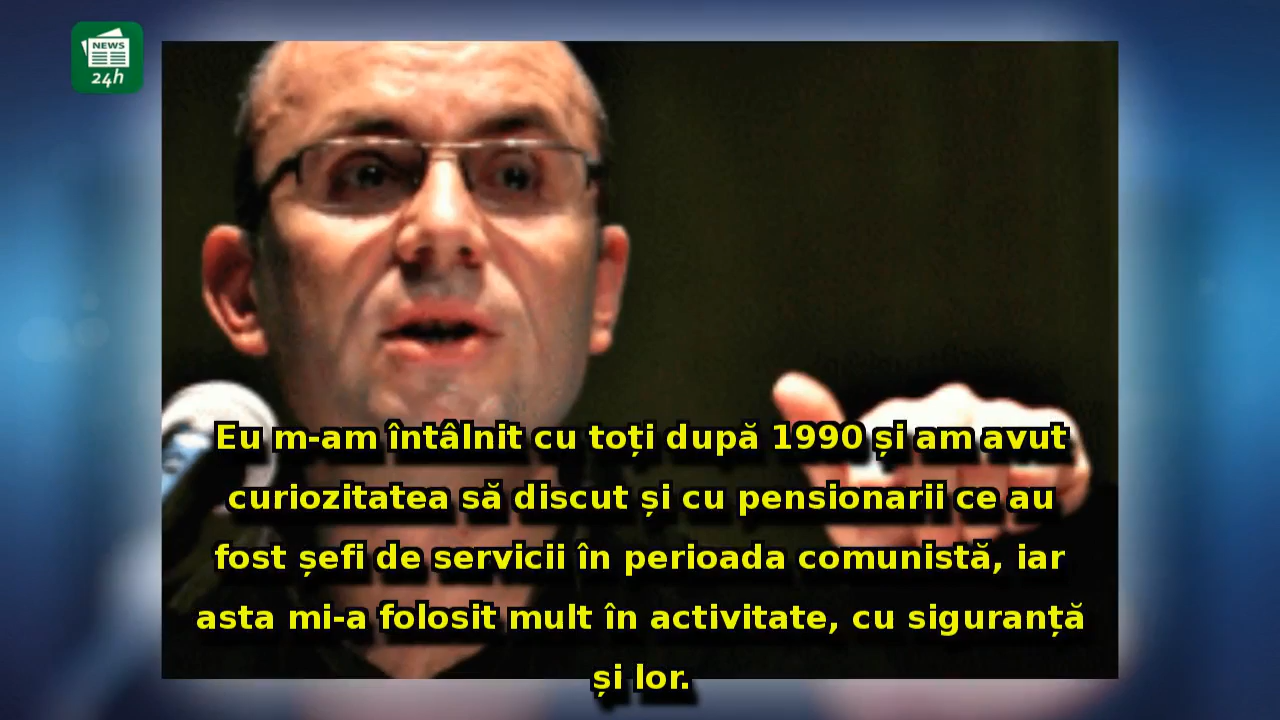 NEWS
24h
Eu m-am întâlnit cu toți după 1990 și am avut
curiozitatea să discut și cu pensionarii ce au
fost șefi de servicii în perioada comunistă, iar
asta mi-a folosit mult în activitate, cu siguranță
și lor.